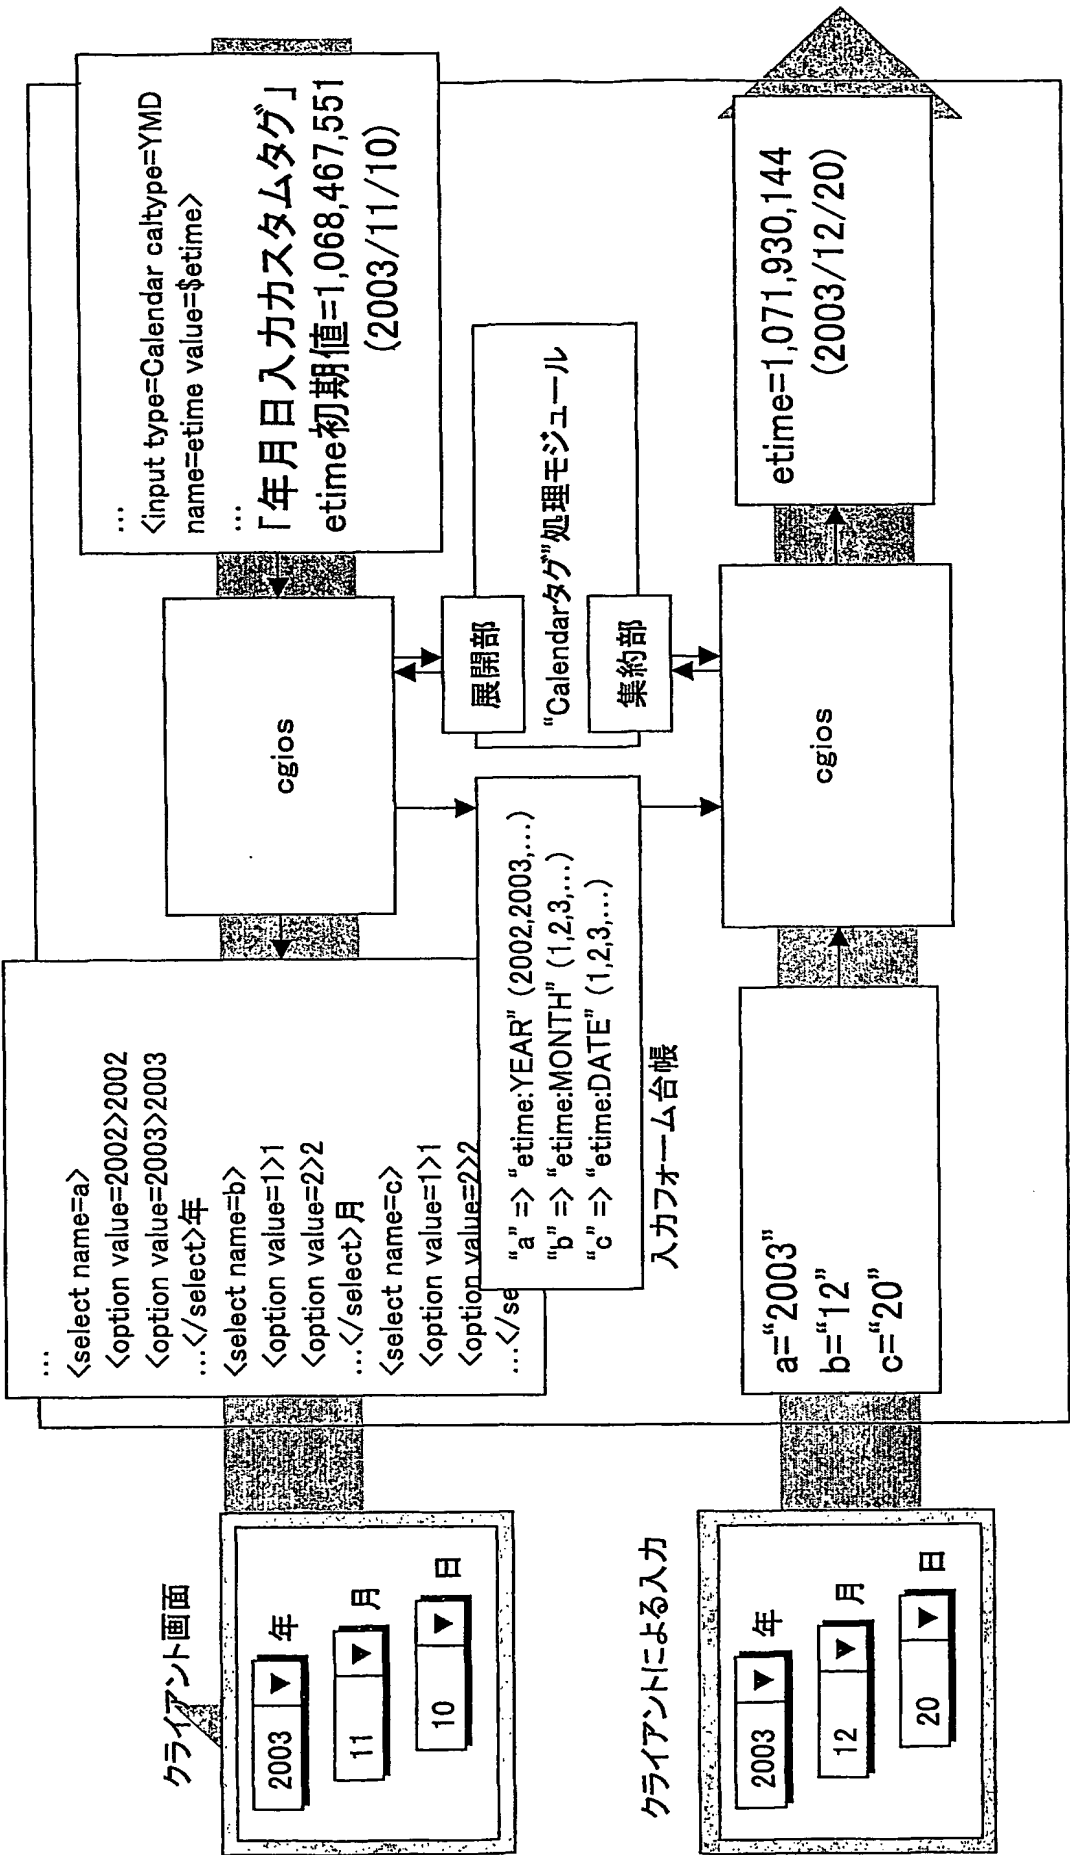 クライアント画面
2003 ▼ 年
11 ▼ 月
10 ▼ 日
...
<select name=a>
<option value=2002>2002
<option value=2003>2003
...</select>年
<select name=b>
<option value=1>1
<option value=2>2
...</select>月
<select name=c>
<option value=1>1
<option value=2>2
...</se
cgios
...
<input type=Calendar caltype=YMD
name=etime value=$etime>
...
「年月日入力カスタムタグ」
etime初期値=1,068,467,551
(2003/11/10)
“a” => “etime:YEAR” (2002,2003,...)
“b” => “etime:MONTH” (1,2,3,...)
“c” => “etime:DATE” (1,2,3,...)
入力フォーム台帳
展開部
“Calendarタグ”処理モジュール
集約部
クライアントによる入力
2003 ▼ 年
12 ▼ 月
20 ▼ 日
a=“2003”
b=“12”
c=“20”
cgios
etime=1,071,930,144
(2003/12/20)